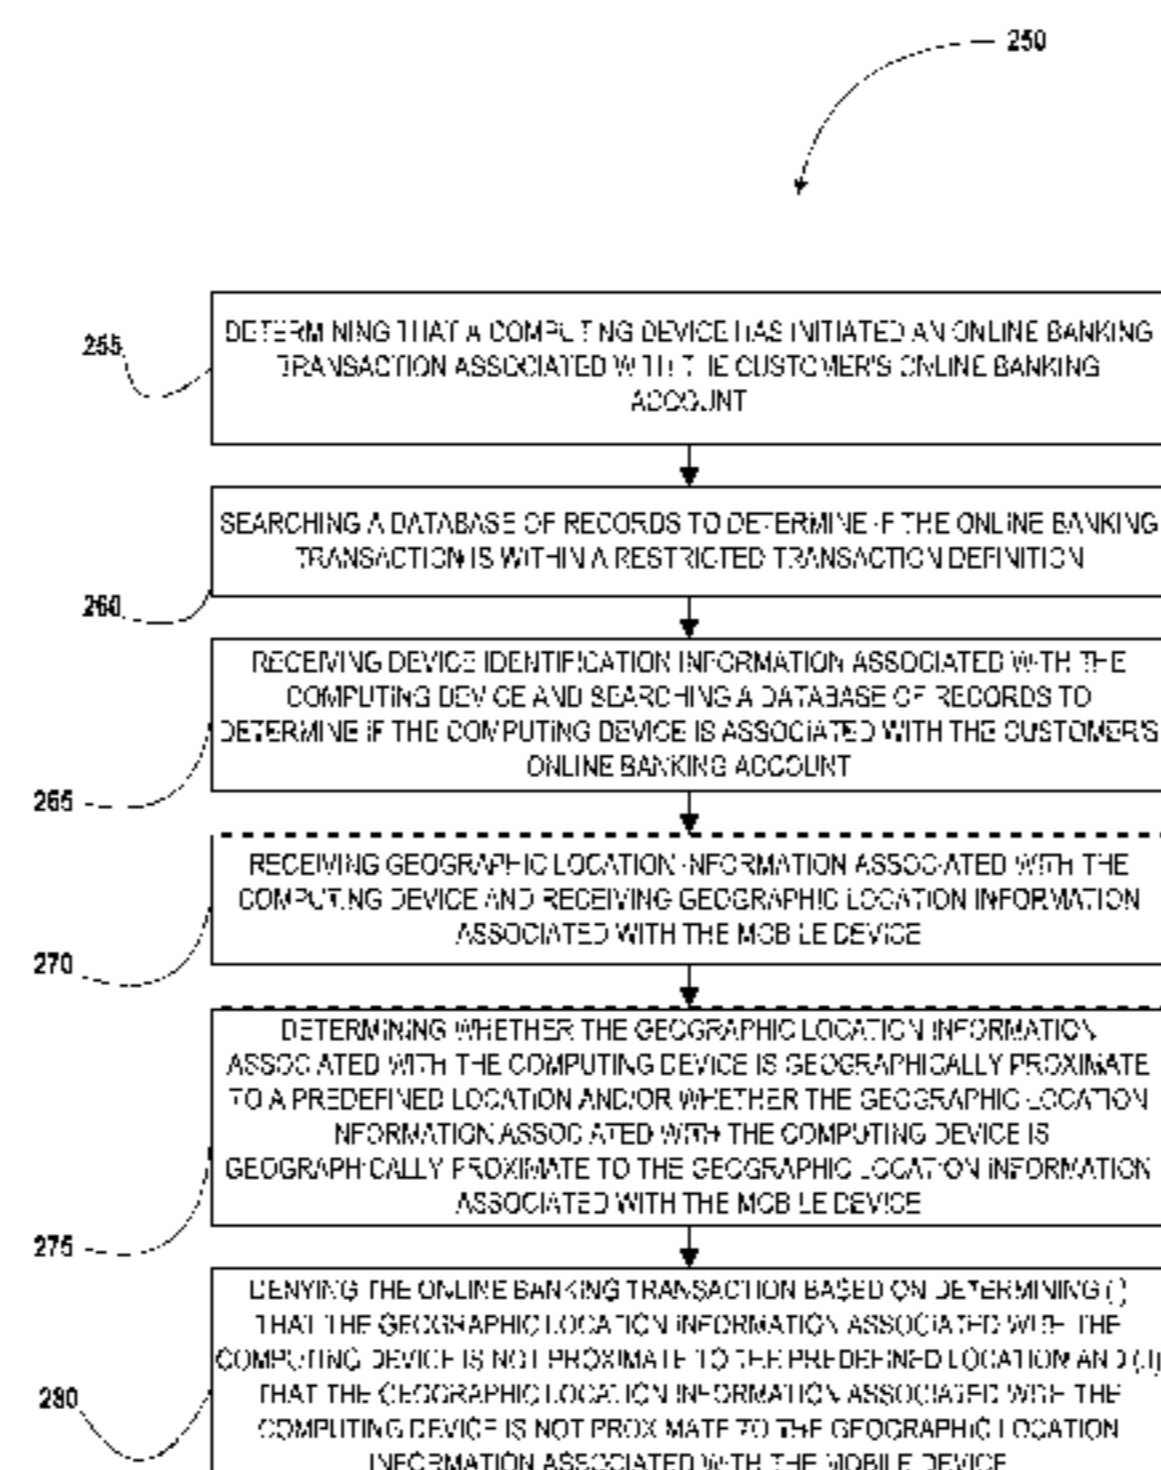 250
255
DETERMINING THAT A COMPUTING DEVICE HAS INITIATED AN ONLINE BANKING
TRANSACTION ASSOCIATED WITH THE CUSTOMER'S ONLINE BANKING
ACCOUNT
SEARCHING A DATABASE OF RECORDS TO DETERMINE IF THE ONLINE BANKING
TRANSACTION IS WITHIN A RESTRICTED TRANSACTION DEFINITION
260
RECEIVING DEVICE IDENTIFICATION INFORMATION ASSOCIATED WITH THE
COMPUTING DEVICE AND SEARCHING A DATABASE OF RECORDS TO
DETERMINE IF THE COMPUTING DEVICE IS ASSOCIATED WITH THE CUSTOMER'S
ONLINE BANKING ACCOUNT
265
RECEIVING GEOGRAPHIC LOCATION INFORMATION ASSOCIATED WITH THE
COMPUTING DEVICE AND RECEIVING GEOGRAPHIC LOCATION INFORMATION
ASSOCIATED WITH THE MOBILE DEVICE
270
DETERMINING WHETHER THE GEOGRAPHIC LOCATION INFORMATION
ASSOCIATED WITH THE COMPUTING DEVICE IS GEOGRAPHICALLY PROXIMATE
TO A PREDEFINED LOCATION AND/OR WHETHER THE GEOGRAPHIC LOCATION
INFORMATION ASSOCIATED WITH THE COMPUTING DEVICE IS
GEOGRAPHICALLY PROXIMATE TO THE GEOGRAPHIC LOCATION INFORMATION
ASSOCIATED WITH THE MOBILE DEVICE
275
DENYING THE ONLINE BANKING TRANSACTION BASED ON DETERMINING (I)
THAT THE GEOGRAPHIC LOCATION INFORMATION ASSOCIATED WITH THE
COMPUTING DEVICE IS NOT PROXIMATE TO THE PREDEFINED LOCATION AND (II)
THAT THE GEOGRAPHIC LOCATION INFORMATION ASSOCIATED WITH THE
COMPUTING DEVICE IS NOT PROXIMATE TO THE GEOGRAPHIC LOCATION
INFORMATION ASSOCIATED WITH THE MOBILE DEVICE
280